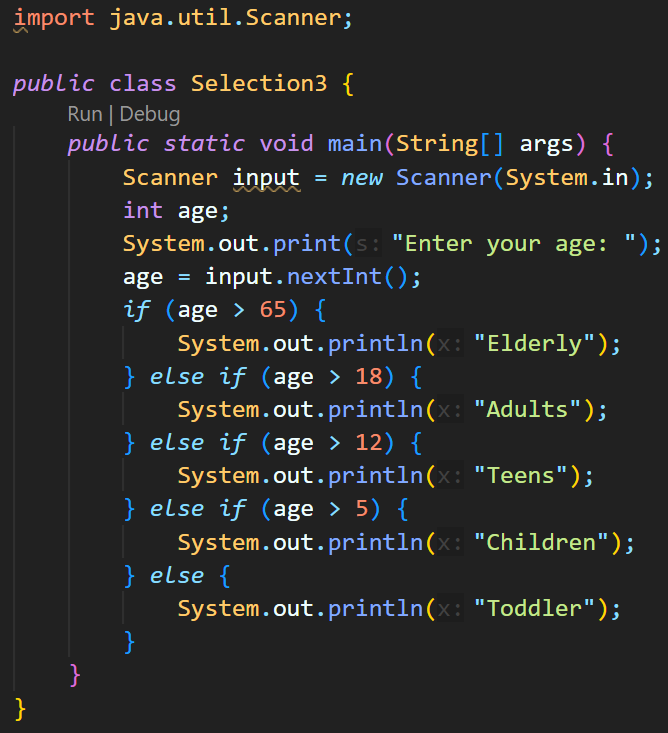 import java.util.Scanner;
public class Selection3 {
Run | Debug
public static void main(String[] args) {
Scanner input = new Scanner(System.in);
int age;
System.out.print(s: "Enter your age: ");
age = input.nextInt();
if (age > 65) {
System.out.println(x: "Elderly");
} else if (age > 18) {
System.out.println(x: "Adults");
} else if (age > 12) {
System.out.println(x: "Teens");
} else if (age > 5) {
System.out.println(x: "Children");
} else {
System.out.println(x: "Toddler");
}
}
}